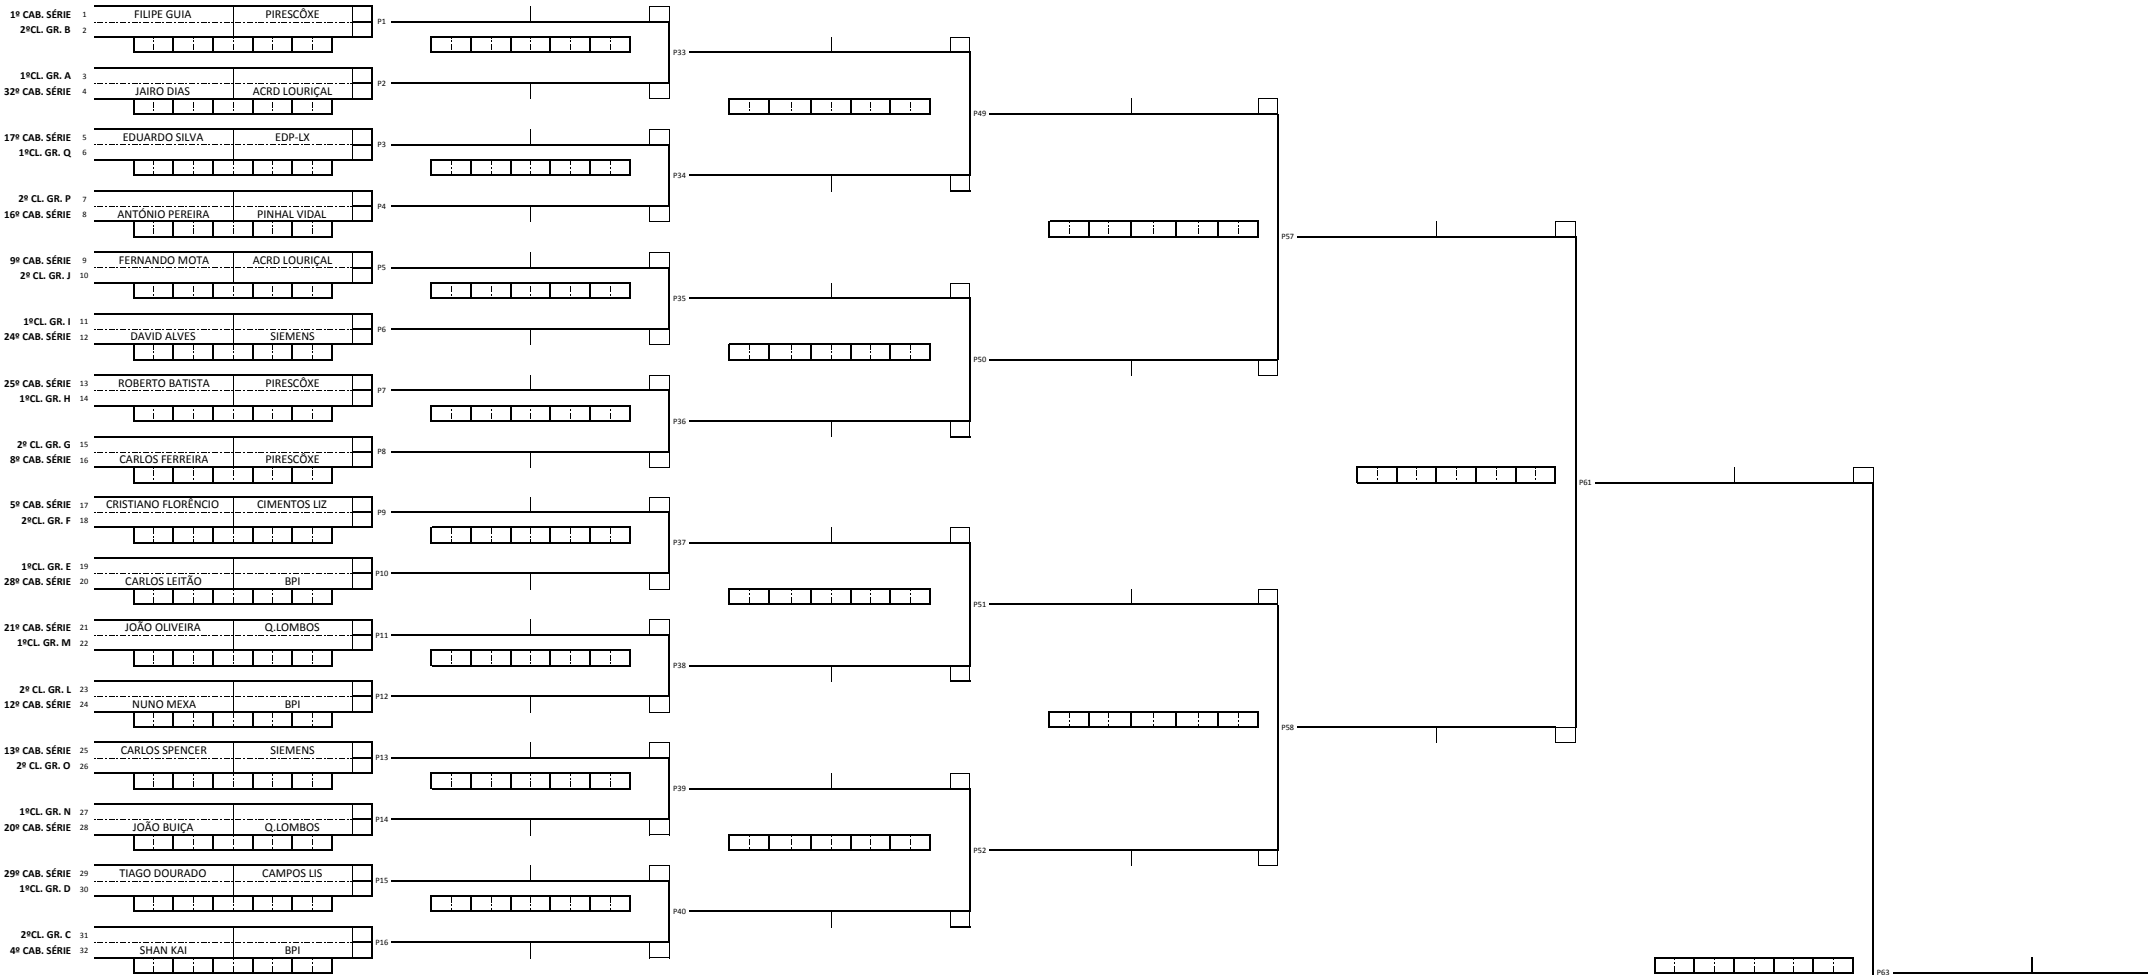 1º CAB. SÉRIE 1 FILIPE GUIA PIRESCÔXE
P1
2ºCL. GR. B 2
P33
1ºCL. GR. A 3
P2
32º CAB. SÉRIE 4 JAIRO DIAS ACRD LOURIÇAL
P49
17º CAB. SÉRIE 5 EDUARDO SILVA EDP-LX
P3
1ºCL. GR. Q 6
P34
2º CL. GR. P 7
P4
16º CAB. SÉRIE 8 ANTÓNIO PEREIRA PINHAL VIDAL
P57
9º CAB. SÉRIE 9 FERNANDO MOTA ACRD LOURIÇAL
P5
2º CL. GR. J 10
P35
1ºCL. GR. I 11
P6
24º CAB. SÉRIE 12 DAVID ALVES SIEMENS
P50
25º CAB. SÉRIE 13 ROBERTO BATISTA PIRESCÔXE
P7
1ºCL. GR. H 14
P36
2º CL. GR. G 15
P8
8º CAB. SÉRIE 16 CARLOS FERREIRA PIRESCÔXE
P61
5º CAB. SÉRIE 17 CRISTIANO FLORÊNCIO CIMENTOS LIZ
P9
2ºCL. GR. F 18
P37
1ºCL. GR. E 19
P10
28º CAB. SÉRIE 20 CARLOS LEITÃO BPI
P51
21º CAB. SÉRIE 21 JOÃO OLIVEIRA Q.LOMBOS
P11
1ºCL. GR. M 22
P38
2º CL. GR. L 23
P12
12º CAB. SÉRIE 24 NUNO MEXA BPI
P58
13º CAB. SÉRIE 25 CARLOS SPENCER SIEMENS
P13
2º CL. GR. O 26
P39
1ºCL. GR. N 27
P14
20º CAB. SÉRIE 28 JOÃO BUIÇA Q.LOMBOS
P52
29º CAB. SÉRIE 29 TIAGO DOURADO CAMPOS LIS
P15
1ºCL. GR. D 30
P40
2ºCL. GR. C 31
P16
4º CAB. SÉRIE 32 SHAN KAI BPI
P63